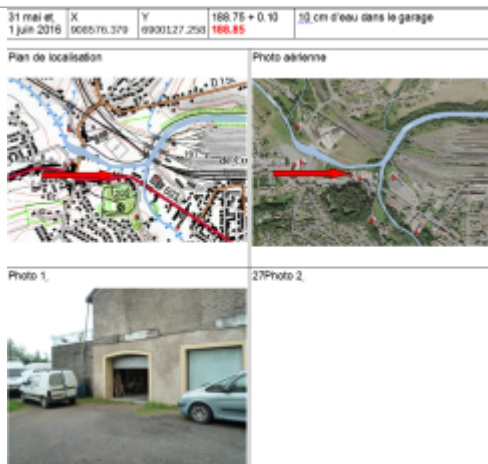 31 mai et X Y 188.75 + 0.10 10 cm d'eau dans le garage
1 juin 2016 908576.379 6900127.258 188.85
Plan de localisation Photo aérienne
Photo 1 27Photo 2